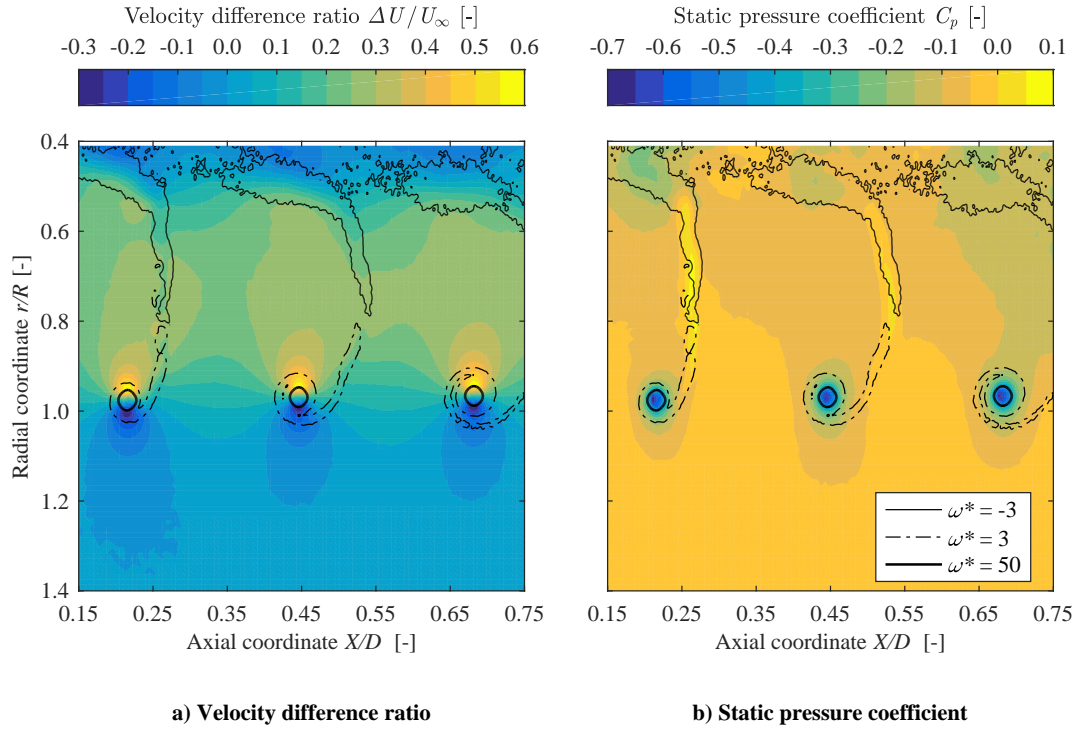 Velocity difference ratio ΔU/U∞ [-]
-0.3 -0.2 -0.1 0.0 0.1 0.2 0.3 0.4 0.5 0.6
Static pressure coefficient Cp [-]
-0.7 -0.6 -0.5 -0.4 -0.3 -0.2 -0.1 0.0 0.1
Radial coordinate r/R [-]
0.4
0.6
0.8
1.0
1.2
1.4
0.15 0.25 0.35 0.45 0.55 0.65 0.75
Axial coordinate X/D [-]
ω* = -3
ω* = 3
ω* = 50
0.15 0.25 0.35 0.45 0.55 0.65 0.75
Axial coordinate X/D [-]
a) Velocity difference ratio
b) Static pressure coefficient